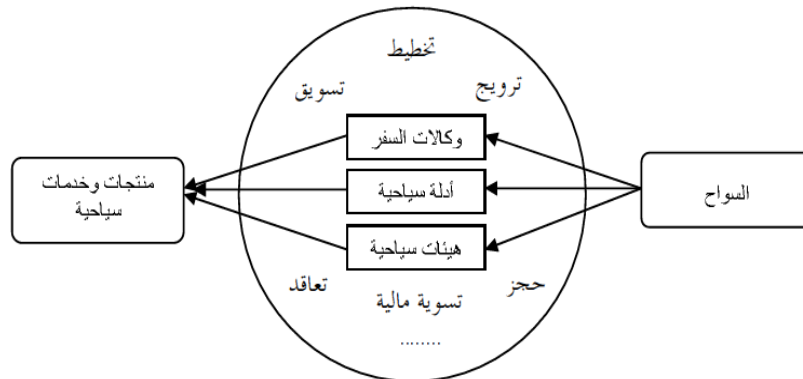 تخطيط
ترويج
تسويق
وكالات السفر
أدلة سياحية
هيئات سياحية
السواح
منتجات وخدمات
سياحية
حجز
تعاقد
تسوية مالية
........